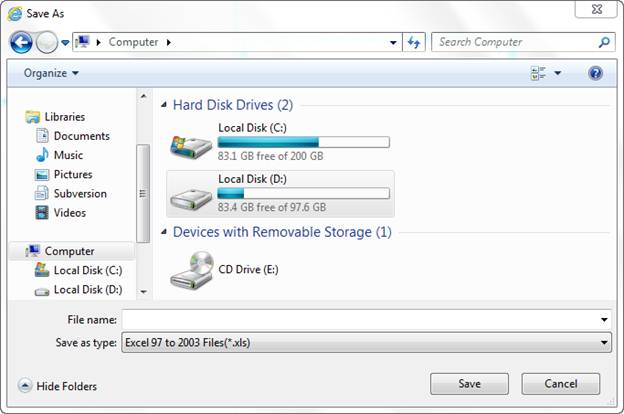 Save As
Computer
Search Computer
Organize
Libraries
Documents
Music
Pictures
Subversion
Videos
Computer
Local Disk (C:)
Local Disk (D:)
Hard Disk Drives (2)
Local Disk (C:)
83.1 GB free of 200 GB
Local Disk (D:)
83.4 GB free of 97.6 GB
Devices with Removable Storage (1)
CD Drive (E:)
File name:
Save as type: Excel 97 to 2003 Files(*.xls)
Hide Folders
Save
Cancel